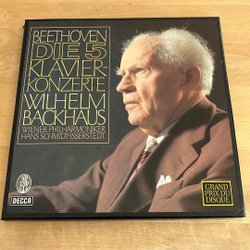 BEETHOVEN
DIE 5
KLAVIER-
KONZERTE
WILHELM
BACKHAUS
WIENER PHILHARMONIKER
HANS SCHMIDT-ISSERSTEDT
DECCA
GRAND
PRIX DU
DISQUE